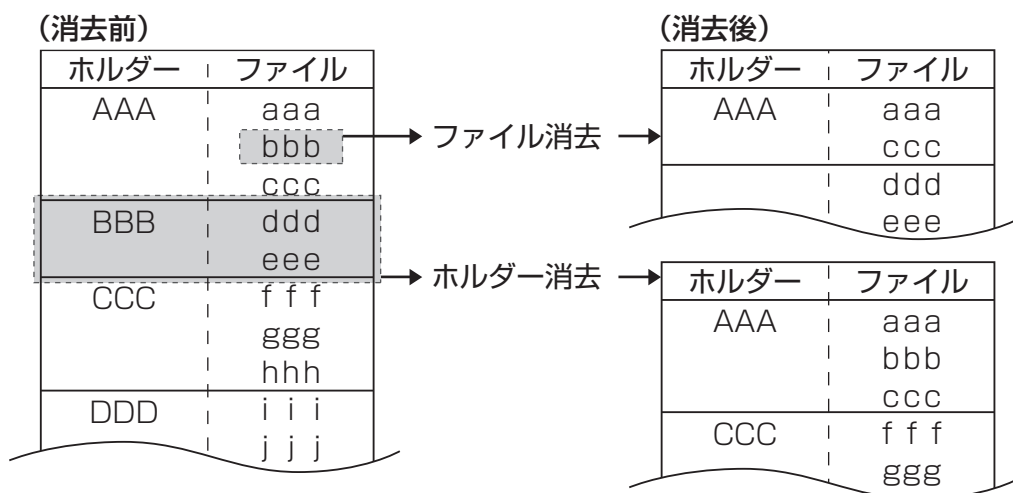 (消去前)
ホルダー ファイル
AAA aaa
bbb
ccc
BBB ddd
eee
CCC fff
ggg
hhh
DDD iii
jjj
ファイル消去
ホルダー消去
(消去後)
ホルダー ファイル
AAA aaa
ccc
ddd
eee
ホルダー ファイル
AAA aaa
bbb
ccc
CCC fff
ggg